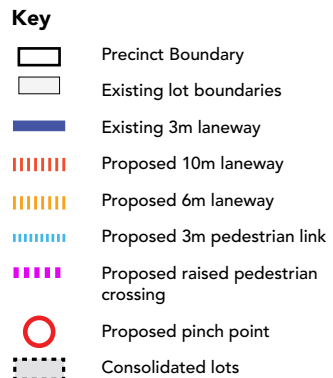 Key
Precinct Boundary
Existing lot boundaries
Existing 3m laneway
Proposed 10m laneway
Proposed 6m laneway
Proposed 3m pedestrian link
Proposed raised pedestrian
crossing
Proposed pinch point
Consolidated lots